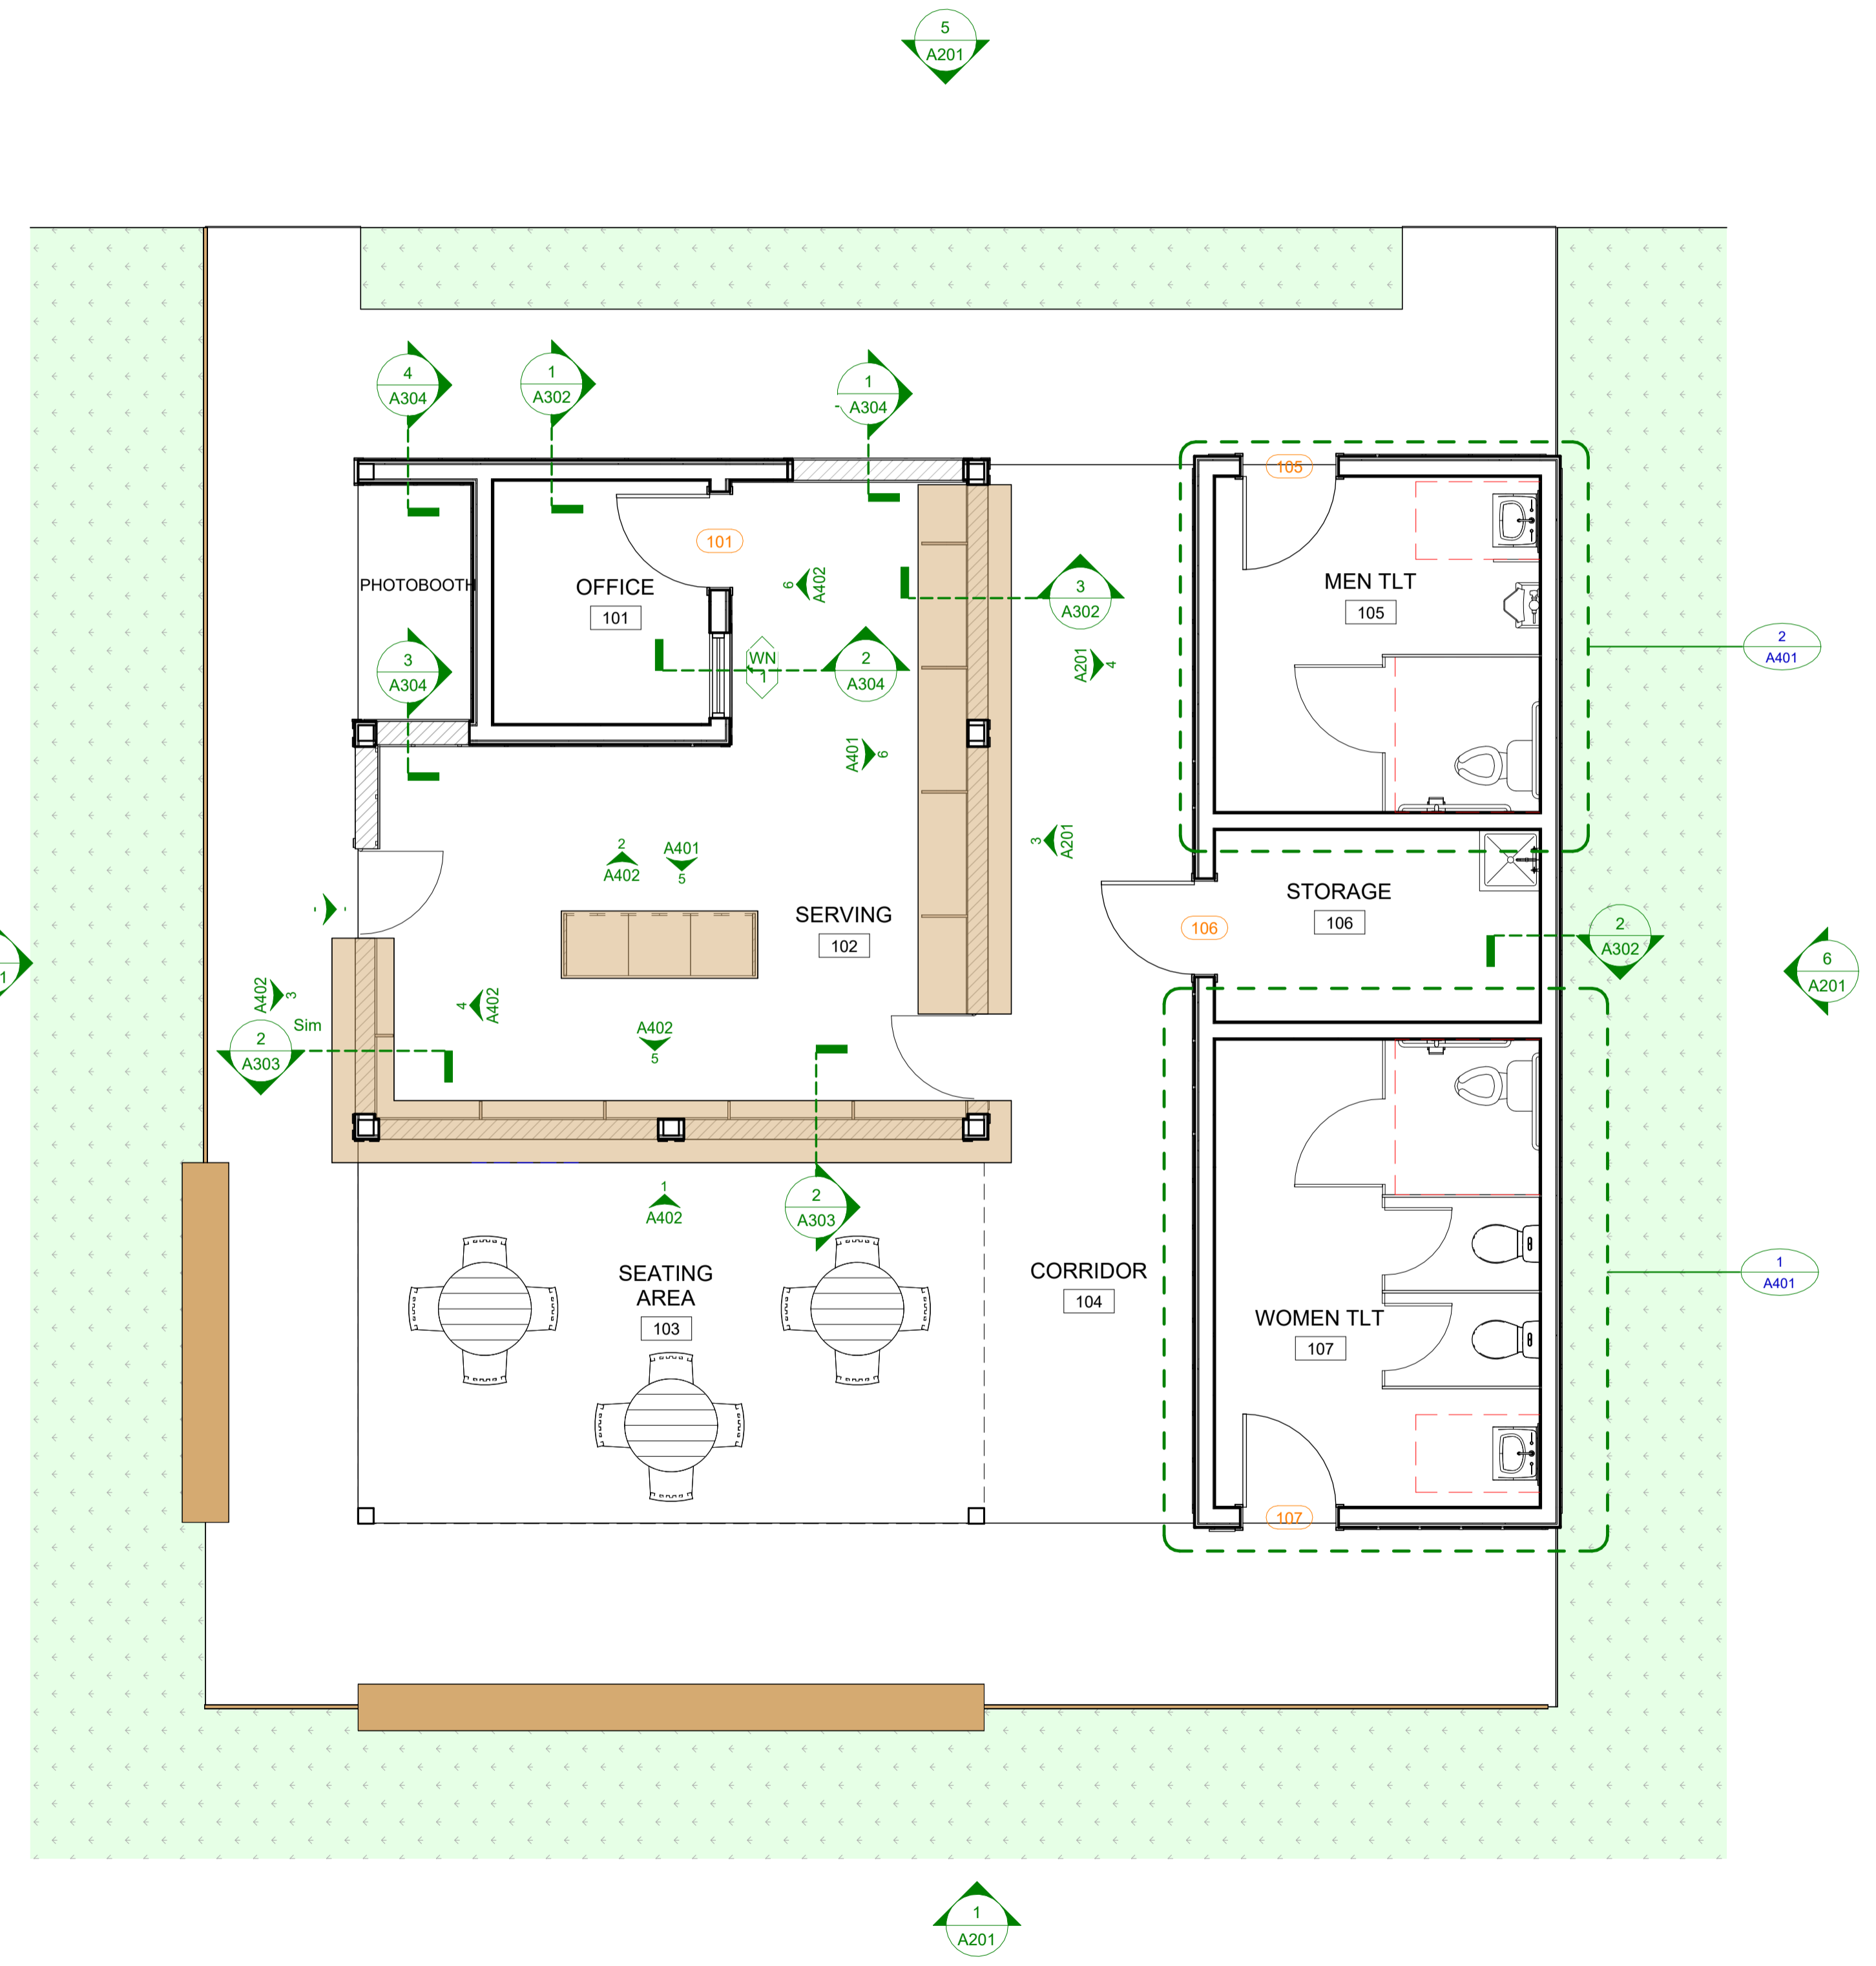 5
A201
4
A304
1
A302
1
A304
105
101
PHOTOBOOTH
OFFICE
101
6
A402
3
A302
MEN TLT
105
2
A401
3
A304
WN
1
2
A304
A201
4
A401
6
3
A201
2
A402
A401
5
SERVING
102
STORAGE
106
106
2
A302
6
A201
1
A402
3
Sim
2
A303
4
A402
A402
5
1
A402
2
A303
SEATING
AREA
103
CORRIDOR
104
WOMEN TLT
107
1
A401
107
1
A201